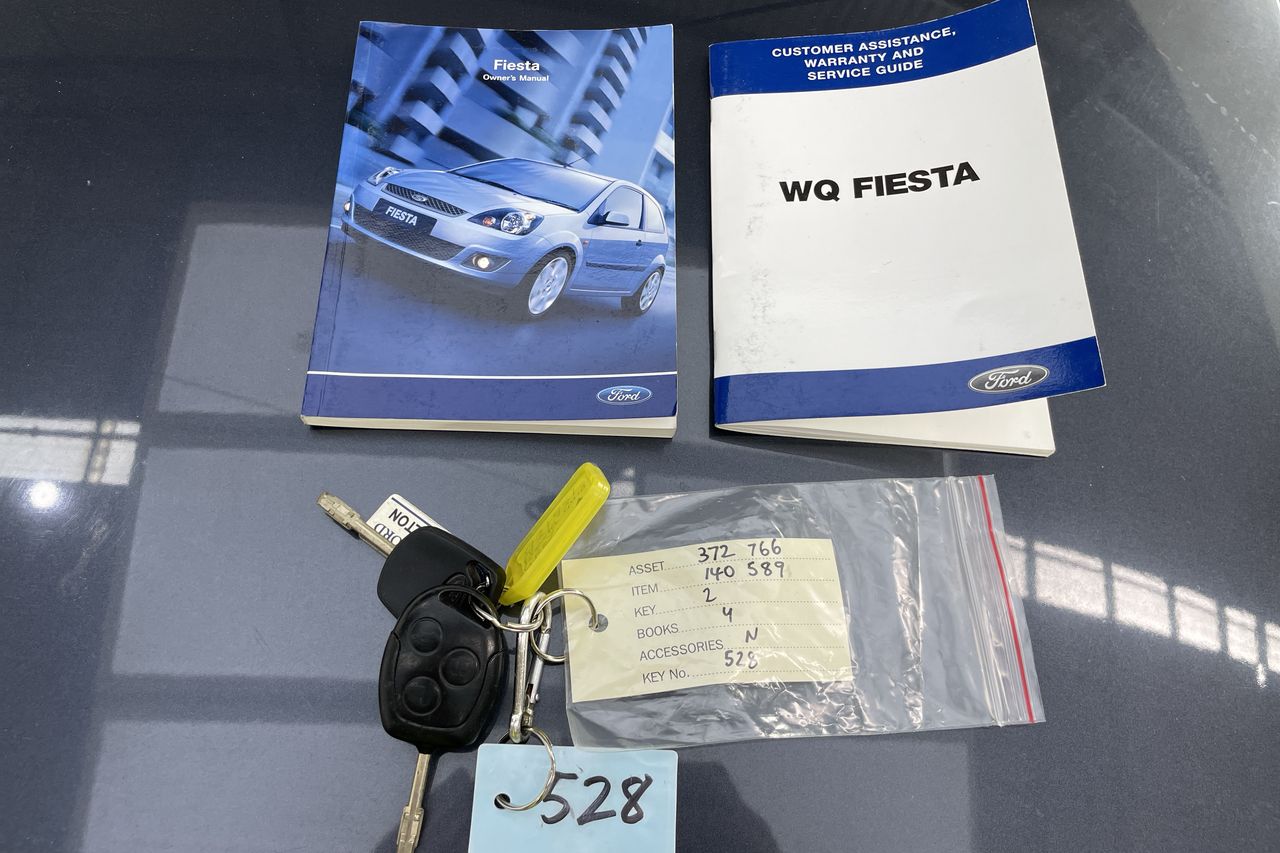 Fiesta
Owner's Manual
FIESTA
Ford
CUSTOMER ASSISTANCE,
WARRANTY AND
SERVICE GUIDE
WQ FIESTA
Ford
ASSET 372 766
ITEM 140 589
KEY 2
BOOKS 4
ACCESSORIES N
KEY No. 528
528